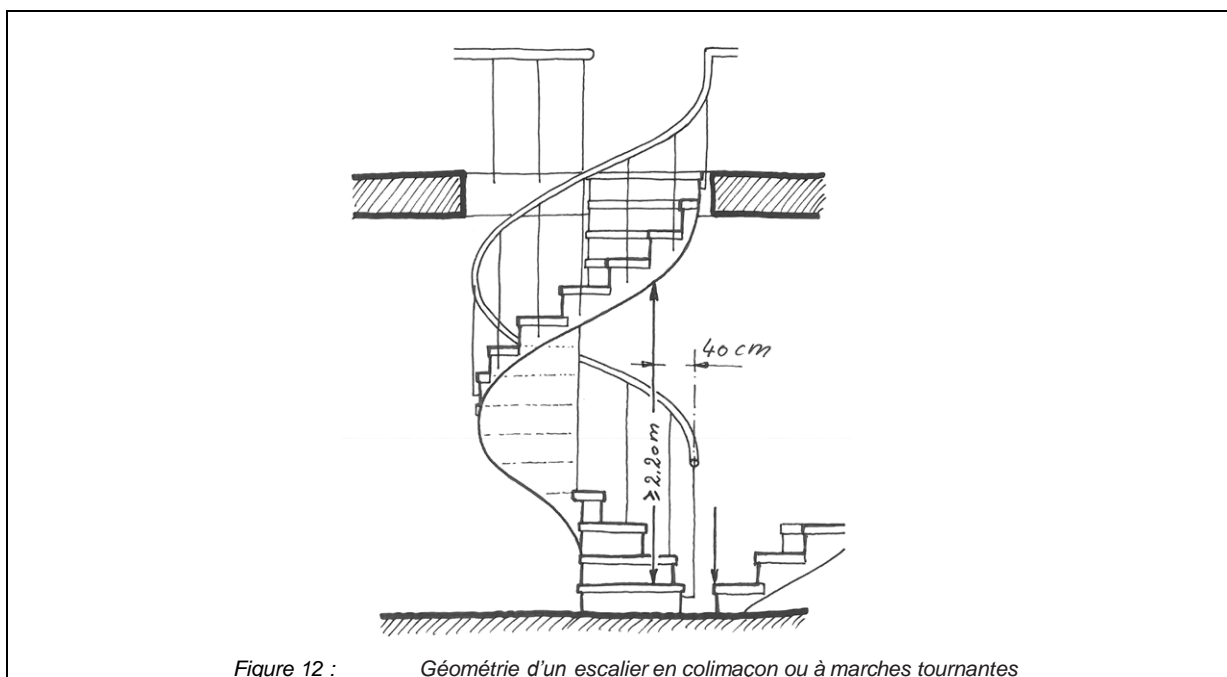 40 cm
≥ 2.20m
Figure 12 : Géométrie d'un escalier en colimaçon ou à marches tournantes